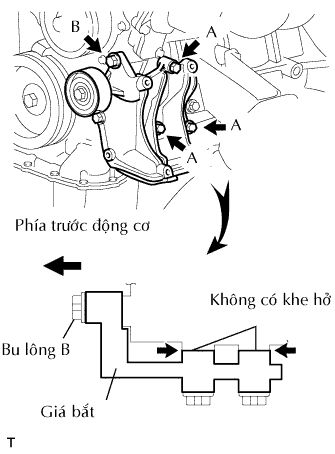 B
A
A
A
Phía trước động cơ
Không có khe hở
Bu lông B
Giá bắt
T